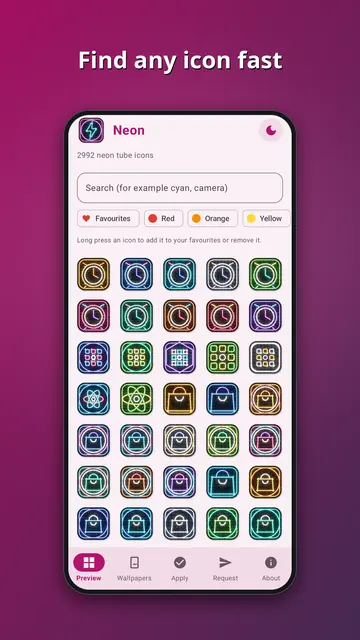 Find any icon fast
Neon
2992 neon tube icons
Search (for example cyan, camera)
Favourites Red Orange Yellow
Long press an icon to add it to your favourites or remove it.
Preview Wallpapers Apply Request About